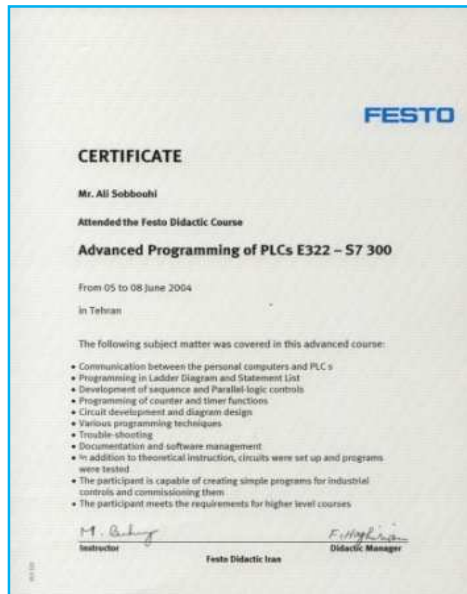 FESTO
CERTIFICATE
Mr. Ali Sobbouhi
Attended the Festo Didactic Course
Advanced Programming of PLCs E322 – S7 300
From 05 to 08 June 2004
in Tehran
The following subject matter was covered in this advanced course:
• Communication between the personal computers and PLC s
• Programming in Ladder Diagram and Statement List
• Development of sequence and Parallel-logic controls
• Programming of counter and timer functions
• Circuit development and diagram design
• Various programming techniques
• Trouble-shooting
• Documentation and software management
• In addition to theoretical instruction, circuits were set up and programs
were tested
• The participant is capable of creating simple programs for industrial
controls and commissioning them
• The participant meets the requirements for higher level courses
Instructor
Didactic Manager
Festo Didactic Iran